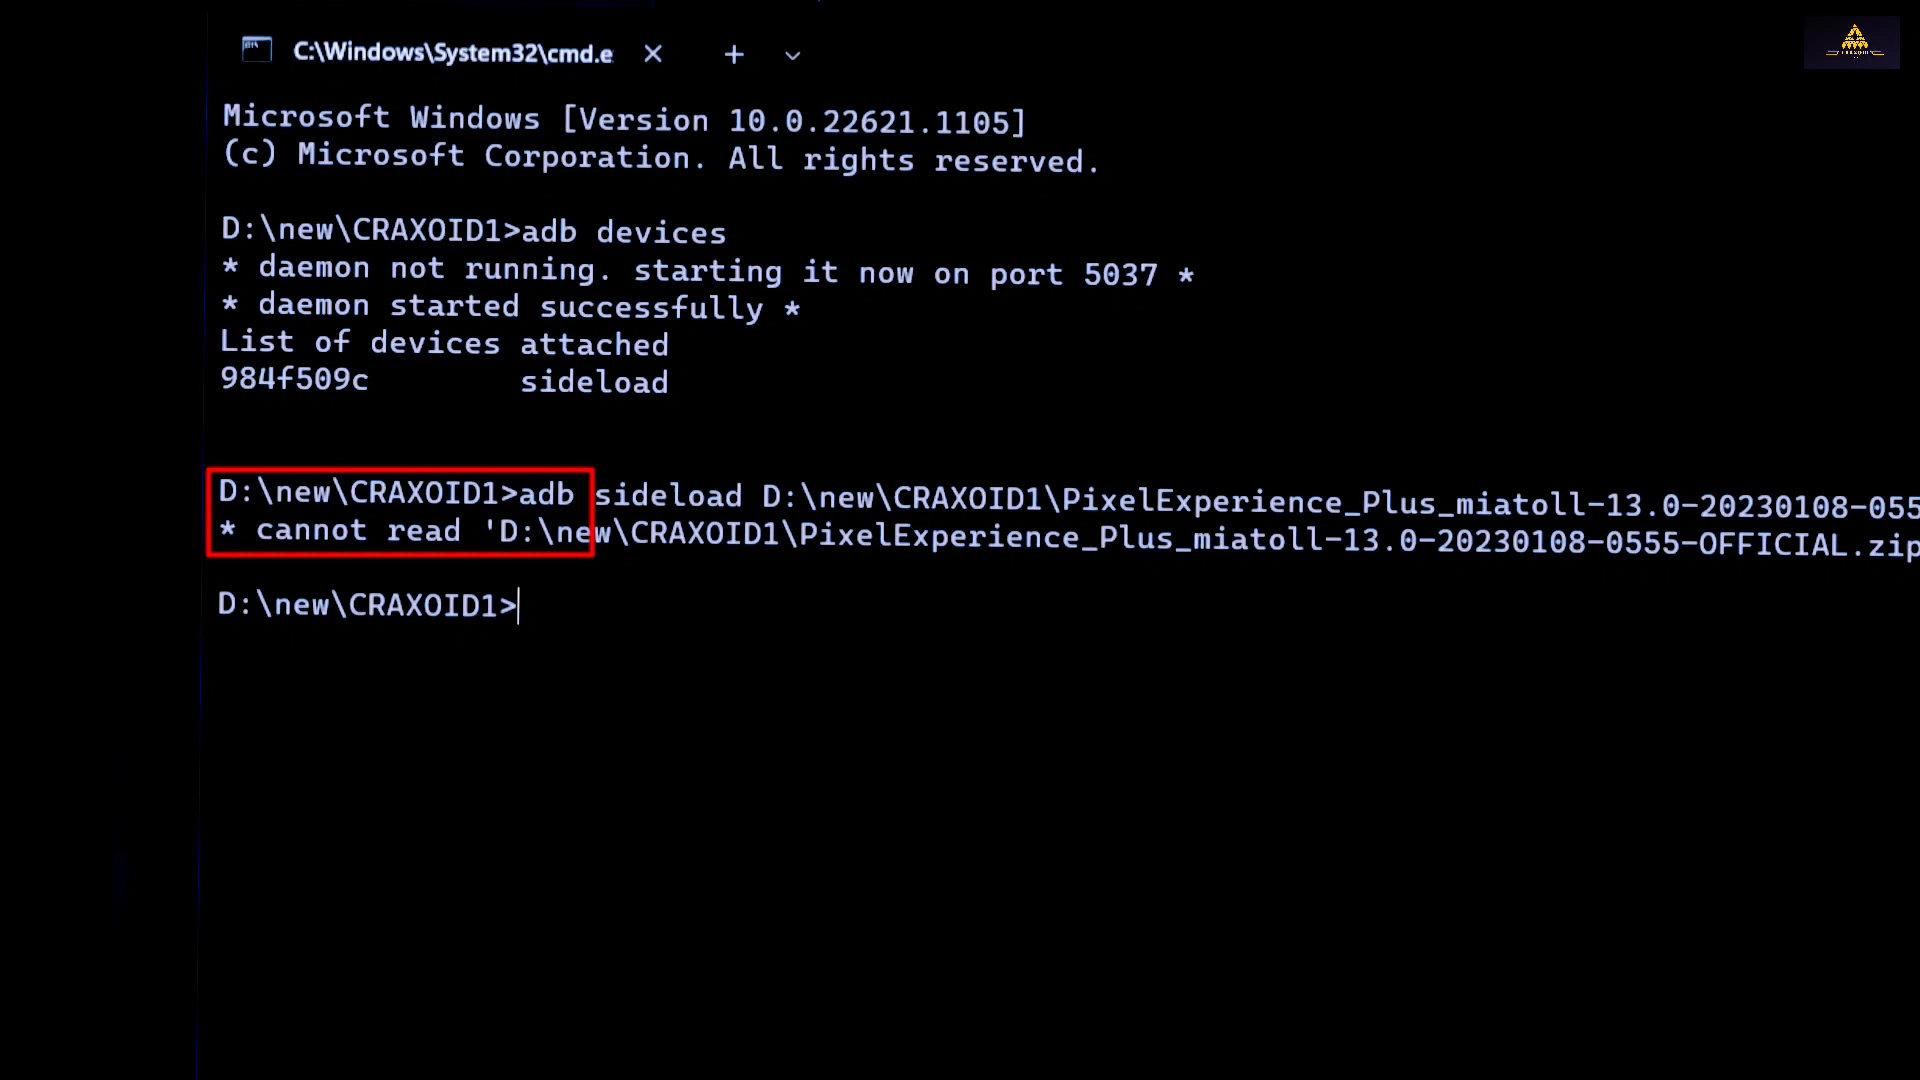 C:\Windows\System32\cmd.e
Microsoft Windows [Version 10.0.22621.1105]
(c) Microsoft Corporation. All rights reserved.
D:\new\CRAXOID1>adb devices
* daemon not running. starting it now on port 5037 *
* daemon started successfully *
List of devices attached
984f509c sideload
D:\new\CRAXOID1>adb sideload D:\new\CRAXOID1\PixelExperience_Plus_miatoll-13.0-20230108-055
* cannot read 'D:\new\CRAXOID1\PixelExperience_Plus_miatoll-13.0-20230108-0555-OFFICIAL.zip
D:\new\CRAXOID1>